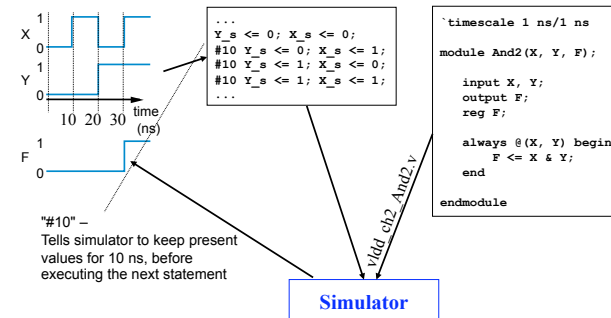 X
1
0
Y
1
0
10 20 30
time
(ns)
F
1
0
"#10" –
Tells simulator to keep present
values for 10 ns, before
executing the next statement
...
Y_s <= 0; X_s <= 0;
#10 Y_s <= 0; X_s <= 1;
#10 Y_s <= 1; X_s <= 0;
#10 Y_s <= 1; X_s <= 1;
...
`timescale 1 ns/1 ns
module And2(X, Y, F);
input X, Y;
output F;
reg F;
always @(X, Y) begin
F <= X & Y;
end
endmodule
vldd_ch2_And2.v
Simulator